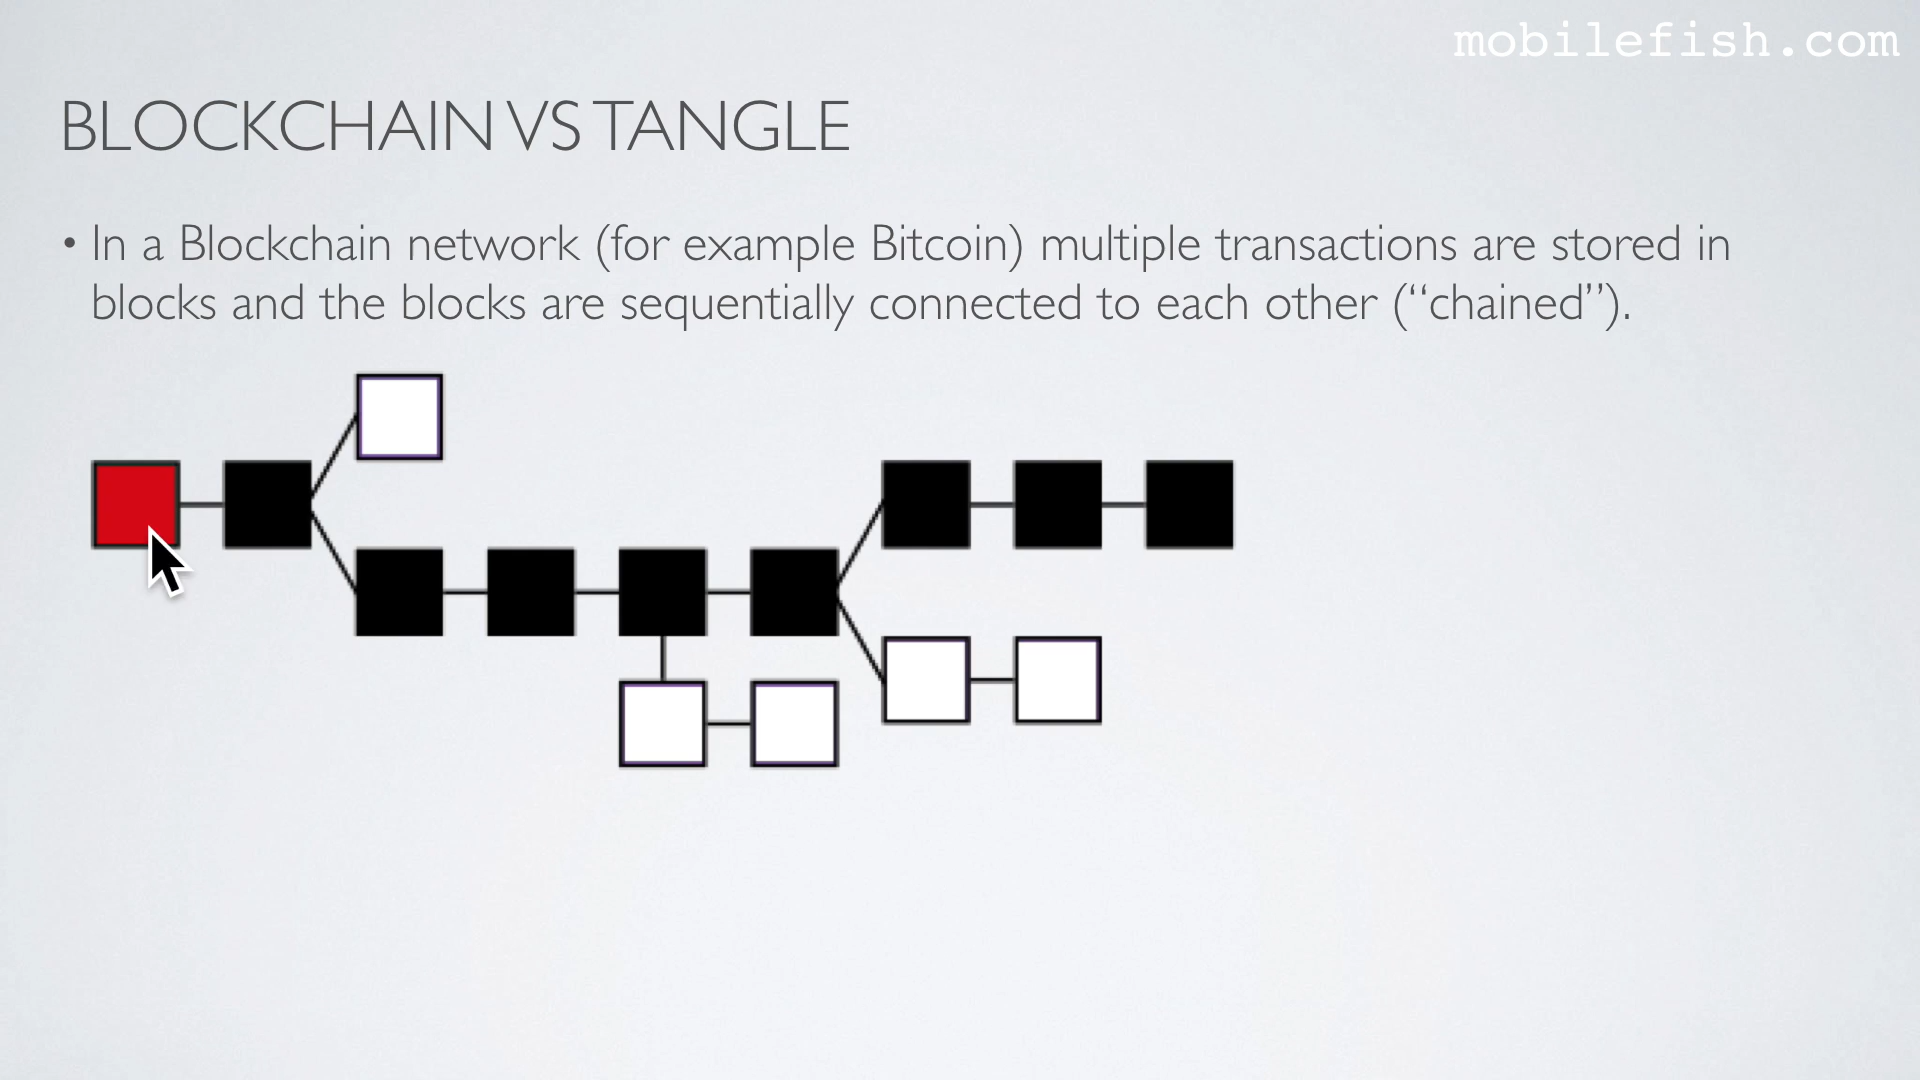 mobilefish.com
BLOCKCHAIN VS TANGLE
• In a Blockchain network (for example Bitcoin) multiple transactions are stored in
blocks and the blocks are sequentially connected to each other (“chained”).